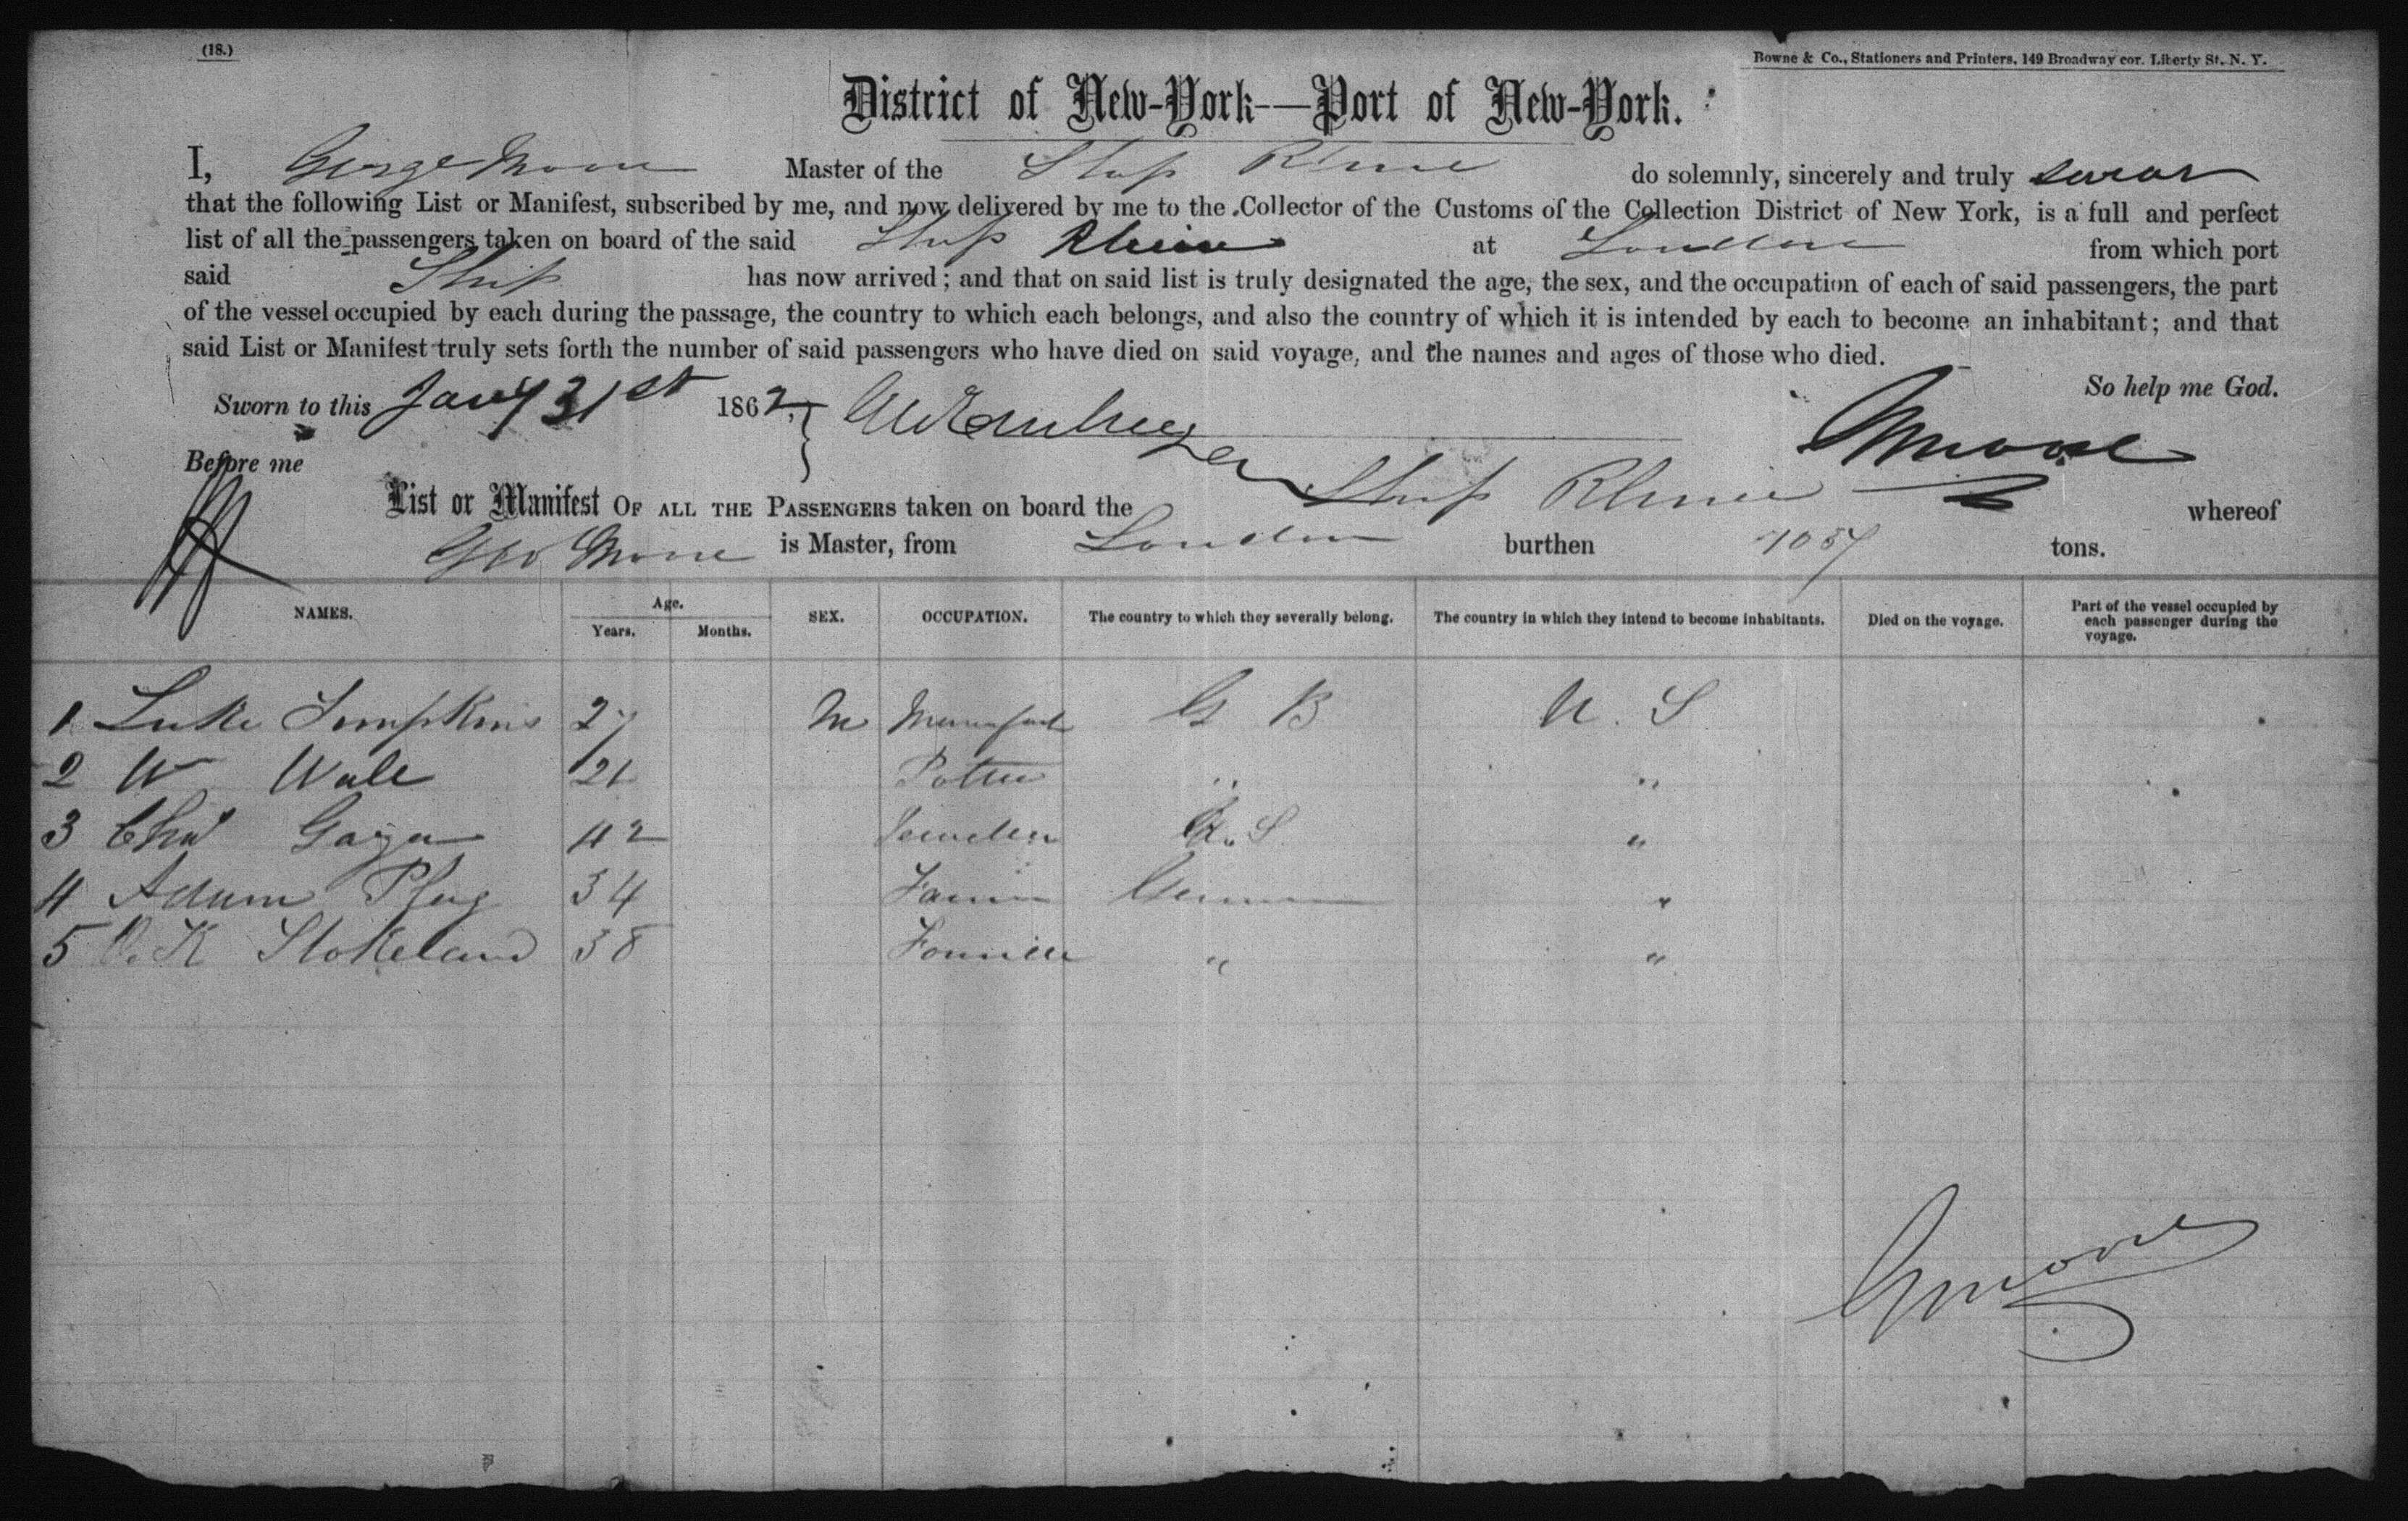 (18.)
Bowne & Co., Stationers and Printers, 149 Broadway cor. Liberty St. N. Y.
District of New-York—Port of New-York.
I, George Moore Master of the Ship Rhine do solemnly, sincerely and truly swear
that the following List or Manifest, subscribed by me, and now delivered by me to the Collector of the Customs of the Collection District of New York, is a full and perfect
list of all the passengers taken on board of the said Ship Rhine at London from which port
said Ship has now arrived; and that on said list is truly designated the age, the sex, and the occupation of each of said passengers, the part
of the vessel occupied by each during the passage, the country to which each belongs, and also the country of which it is intended by each to become an inhabitant; and that
said List or Manifest truly sets forth the number of said passengers who have died on said voyage, and the names and ages of those who died.
So help me God.
Sworn to this Jany 31st 1862, GMoore
Before me
List or Manifest OF ALL THE PASSENGERS taken on board the Ship Rhine whereof
Geo Moore is Master, from London burthen 1057 tons.
NAMES. Age. Years. Months. SEX. OCCUPATION. The country to which they severally belong. The country in which they intend to become inhabitants. Died on the voyage. Part of the vessel occupied by each passenger during the voyage.
1 Luke 27 M G B U. S
2 W 21 Potter " "
3 Chs 42 U. S "
4 Adam 34 "
5 K Stokeland 38 " "
GMoore